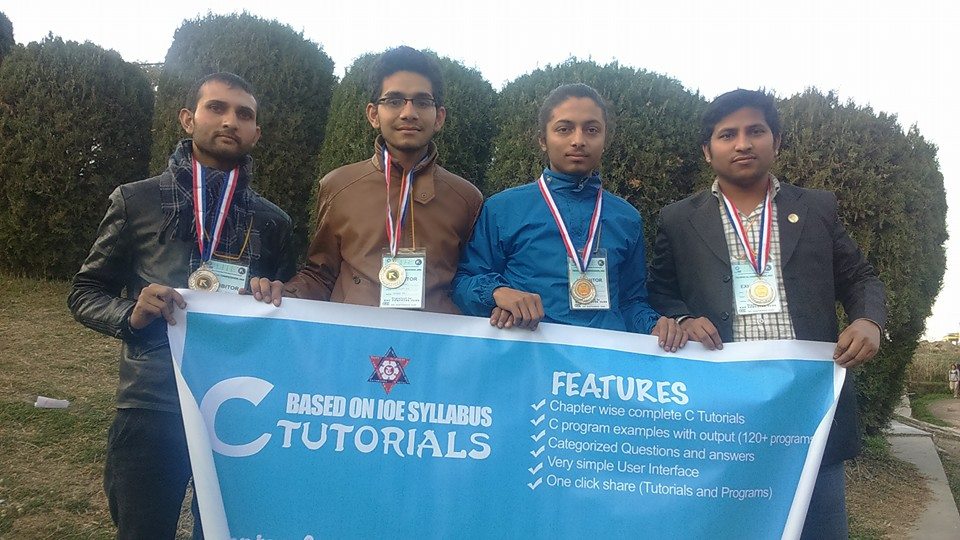 BASED ON IOE SYLLABUS
C TUTORIALS
FEATURES
Chapter wise complete C Tutorials
C program examples with output (120+ programs
Categorized Questions and answers
Very simple User Interface
One click share (Tutorials and Programs)